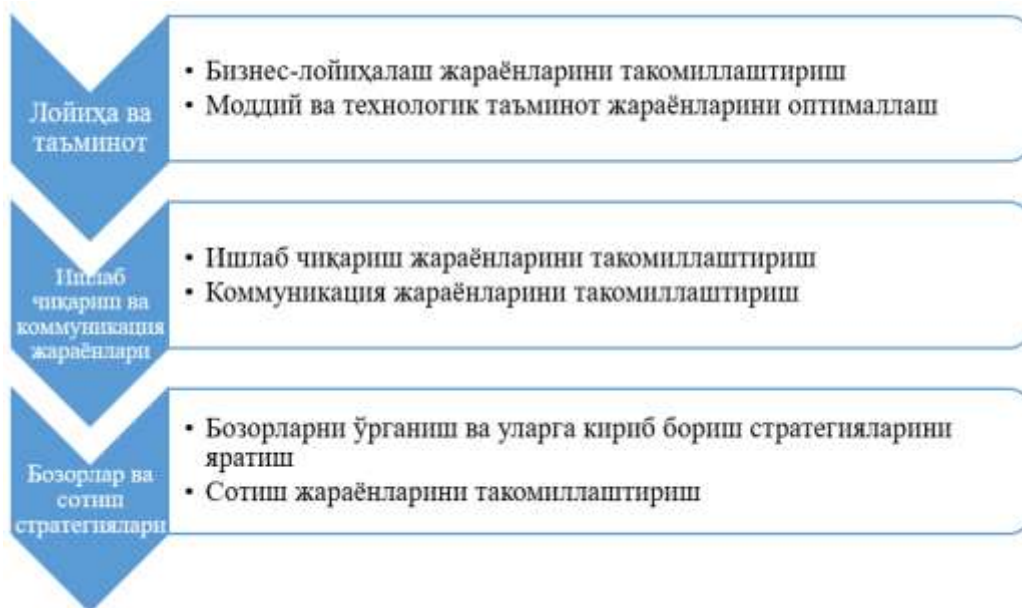 Лойиҳа ва
таъминот
• Бизнес-лойиҳалаш жараёнларини такомиллаштириш
• Моддий ва технологик таъминот жараёнларини оптималлаш
Ишлаб
чиқариш ва
коммуникация
жараёнлари
• Ишлаб чиқариш жараёнларини такомиллаштириш
• Коммуникация жараёнларини такомиллаштириш
Бозорлар ва
сотиш
стратегиялари
• Бозорларни ўрганиш ва уларга кириб бориш стратегияларини
яратиш
• Сотиш жараёнларини такомиллаштириш